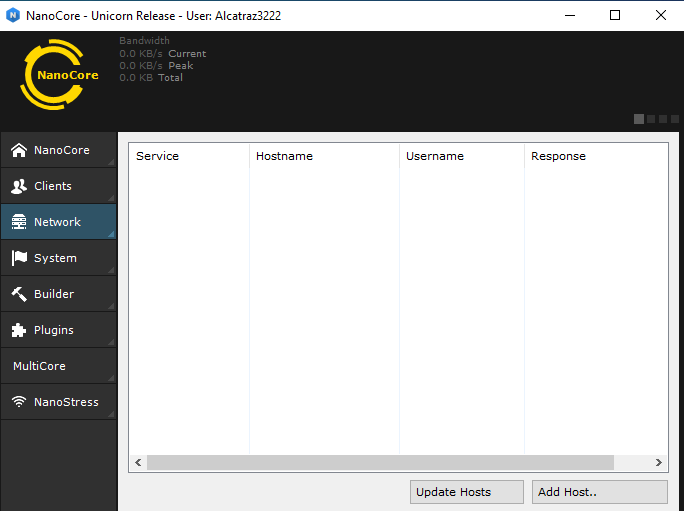 NanoCore - Unicorn Release - User: Alcatraz3222
NanoCore
Bandwidth
0.0 KB/s Current
0.0 KB/s Peak
0.0 KB Total
NanoCore
Clients
Network
System
Builder
Plugins
MultiCore
NanoStress
Service Hostname Username Response
Update Hosts Add Host..